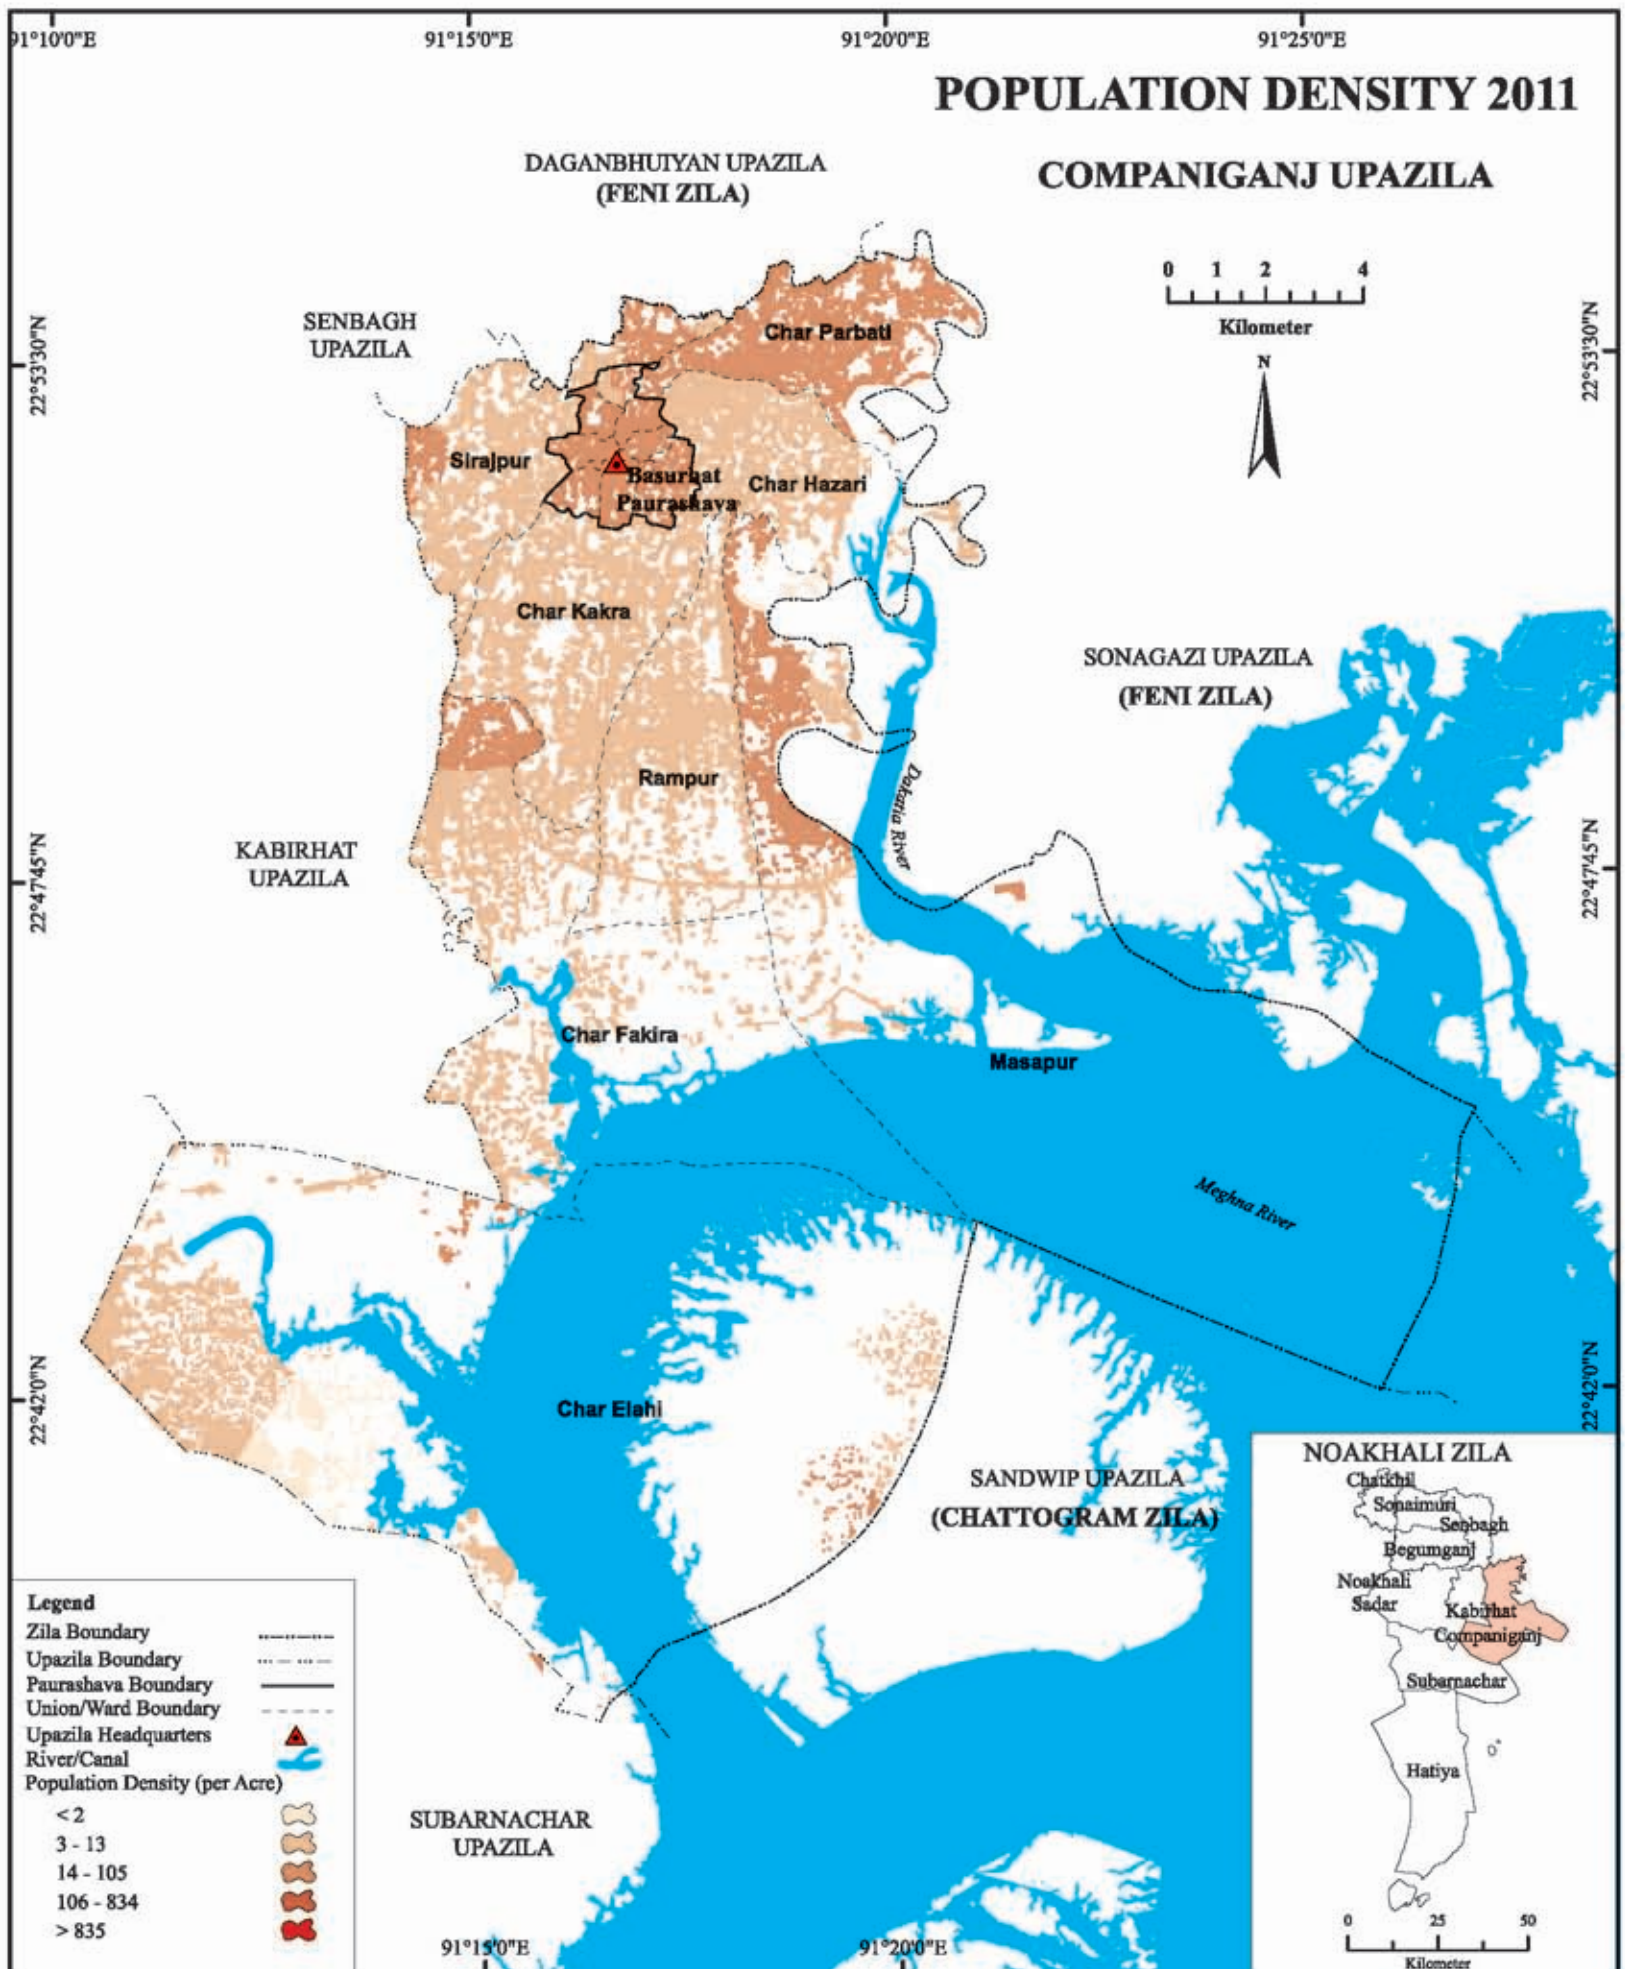 91°10'0"E
91°15'0"E
91°20'0"E
91°25'0"E
POPULATION DENSITY 2011
COMPANIGANJ UPAZILA
DAGANBHUIYAN UPAZILA
(FENI ZILA)
0 1 2 4
Kilometer
N
SENBAGH
UPAZILA
22°53'30"N
22°53'30"N
Char Parbati
Sirajpur
Basurhat
Paurashava
Char Hazari
Char Kakra
SONAGAZI UPAZILA
(FENI ZILA)
Rampur
Dakatia River
KABIRHAT
UPAZILA
22°47'45"N
22°47'45"N
Char Fakira
Masapur
Meghna River
22°42'0"N
22°42'0"N
Char Elahi
SANDWIP UPAZILA
(CHATTOGRAM ZILA)
NOAKHALI ZILA
Chatkhil
Sonaimuri
Senbagh
Begumganj
Noakhali
Sadar
Kabirhat
Companiganj
Subarnachar
Hatiya
0 25 50
Kilometer
Legend
Zila Boundary
Upazila Boundary
Paurashava Boundary
Union/Ward Boundary
Upazila Headquarters
River/Canal
Population Density (per Acre)
< 2
3 - 13
14 - 105
106 - 834
> 835
SUBARNACHAR
UPAZILA
91°15'0"E
91°20'0"E